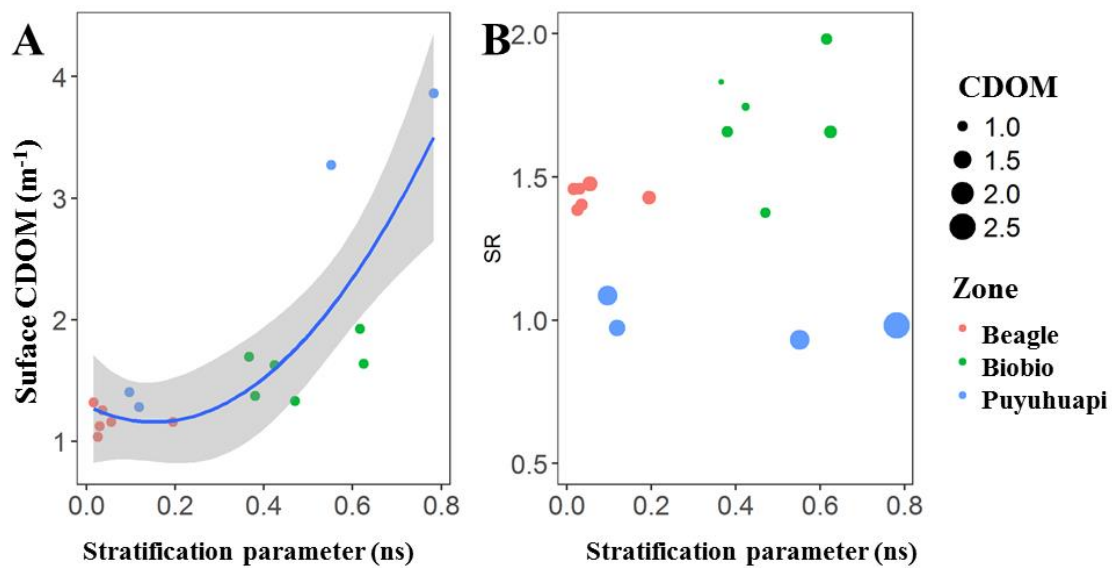 A
Suface CDOM (m⁻¹)
4
3
2
1
0.0 0.2 0.4 0.6 0.8
Stratification parameter (ns)
B
SR
2.0
1.5
1.0
0.5
0.0 0.2 0.4 0.6 0.8
Stratification parameter (ns)
CDOM
1.0
1.5
2.0
2.5
Zone
Beagle
Biobio
Puyuhuapi